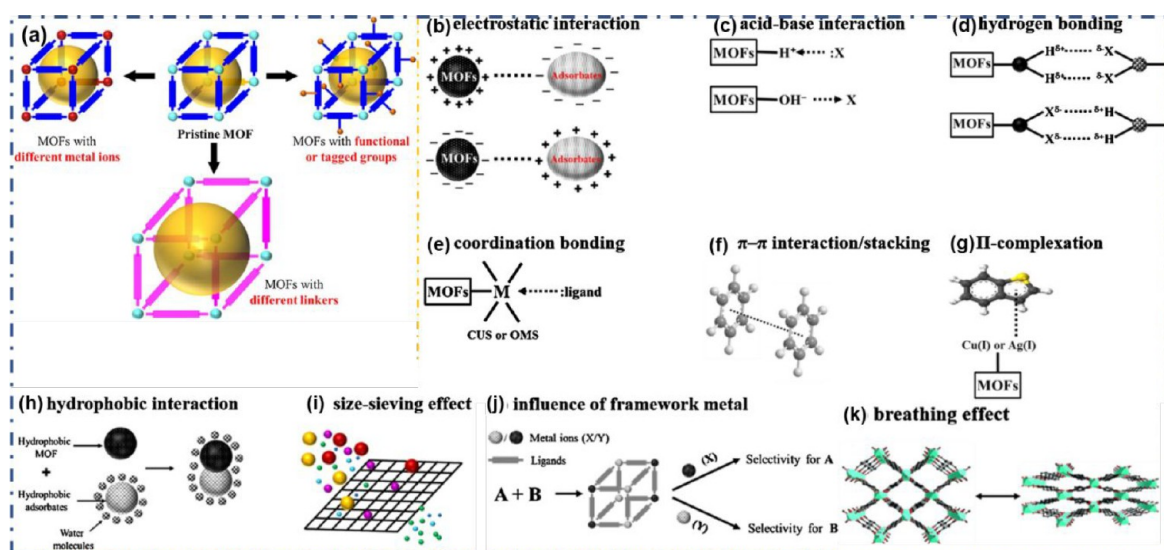 (a)
MOFs with
different metal ions
Pristine MOF
MOFs with functional
or tagged groups
MOFs with
different linkers
(b) electrostatic interaction
+ + + + +
MOFs
Adsorbates
MOFs
Adsorbates
(c) acid-base interaction
MOFs H⁺ :X
MOFs OH⁻ X
(d) hydrogen bonding
Hδ+ δ-X
MOFs
Hδ+ δ-X
Xδ- δ+H
MOFs
Xδ- δ+H
(e) coordination bonding
MOFs M :ligand
CUS or OMS
(f) π–π interaction/stacking
(g) Π-complexation
Cu(I) or Ag(I)
MOFs
(h) hydrophobic interaction
Hydrophobic
MOF
+
Hydrophobic
adsorbates
Water
molecules
(i) size-sieving effect
(j) influence of framework metal
/ Metal ions (X/Y)
Ligands
A + B
(X)
Selectivity for A
(Y)
Selectivity for B
(k) breathing effect